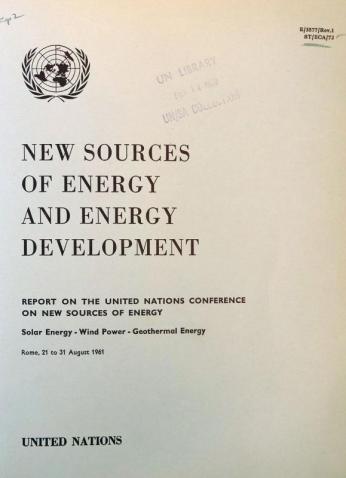 E/3577/Rev.1
ST/ECA/72
UN LIBRARY
UN/SA COLLECTION
NEW SOURCES
OF ENERGY
AND ENERGY
DEVELOPMENT
REPORT ON THE UNITED NATIONS CONFERENCE
ON NEW SOURCES OF ENERGY
Solar Energy - Wind Power - Geothermal Energy
Rome, 21 to 31 August 1961
UNITED NATIONS